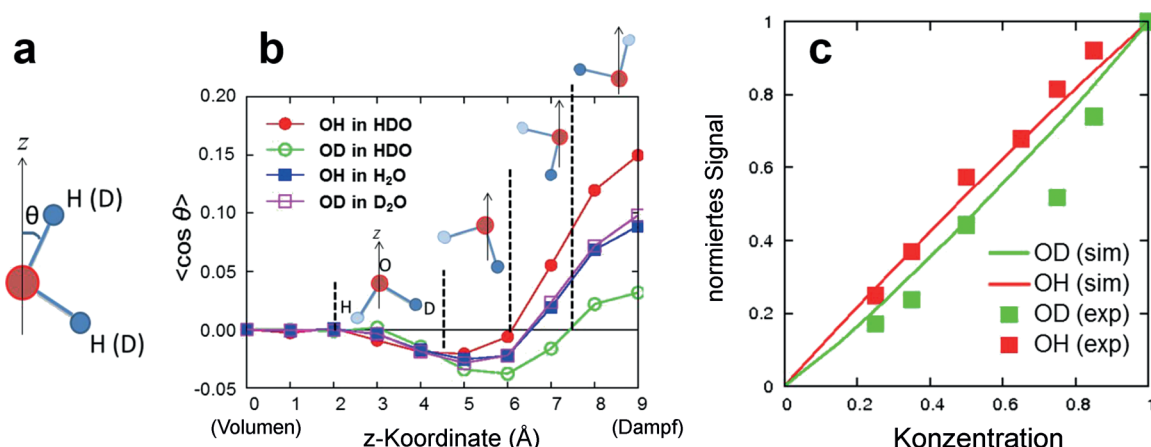 a
z
θ
H (D)
H (D)
b
<cos θ>
0.20
0.15
0.10
0.05
0.00
-0.05
OH in HDO
OD in HDO
OH in H₂O
OD in D₂O
z
O
H
D
0 1 2 3 4 5 6 7 8 9
(Volumen)
z-Koordinate (Å)
(Dampf)
c
normiertes Signal
1
0.8
0.6
0.4
0.2
0
OD (sim)
OH (sim)
OD (exp)
OH (exp)
0 0.2 0.4 0.6 0.8 1
Konzentration